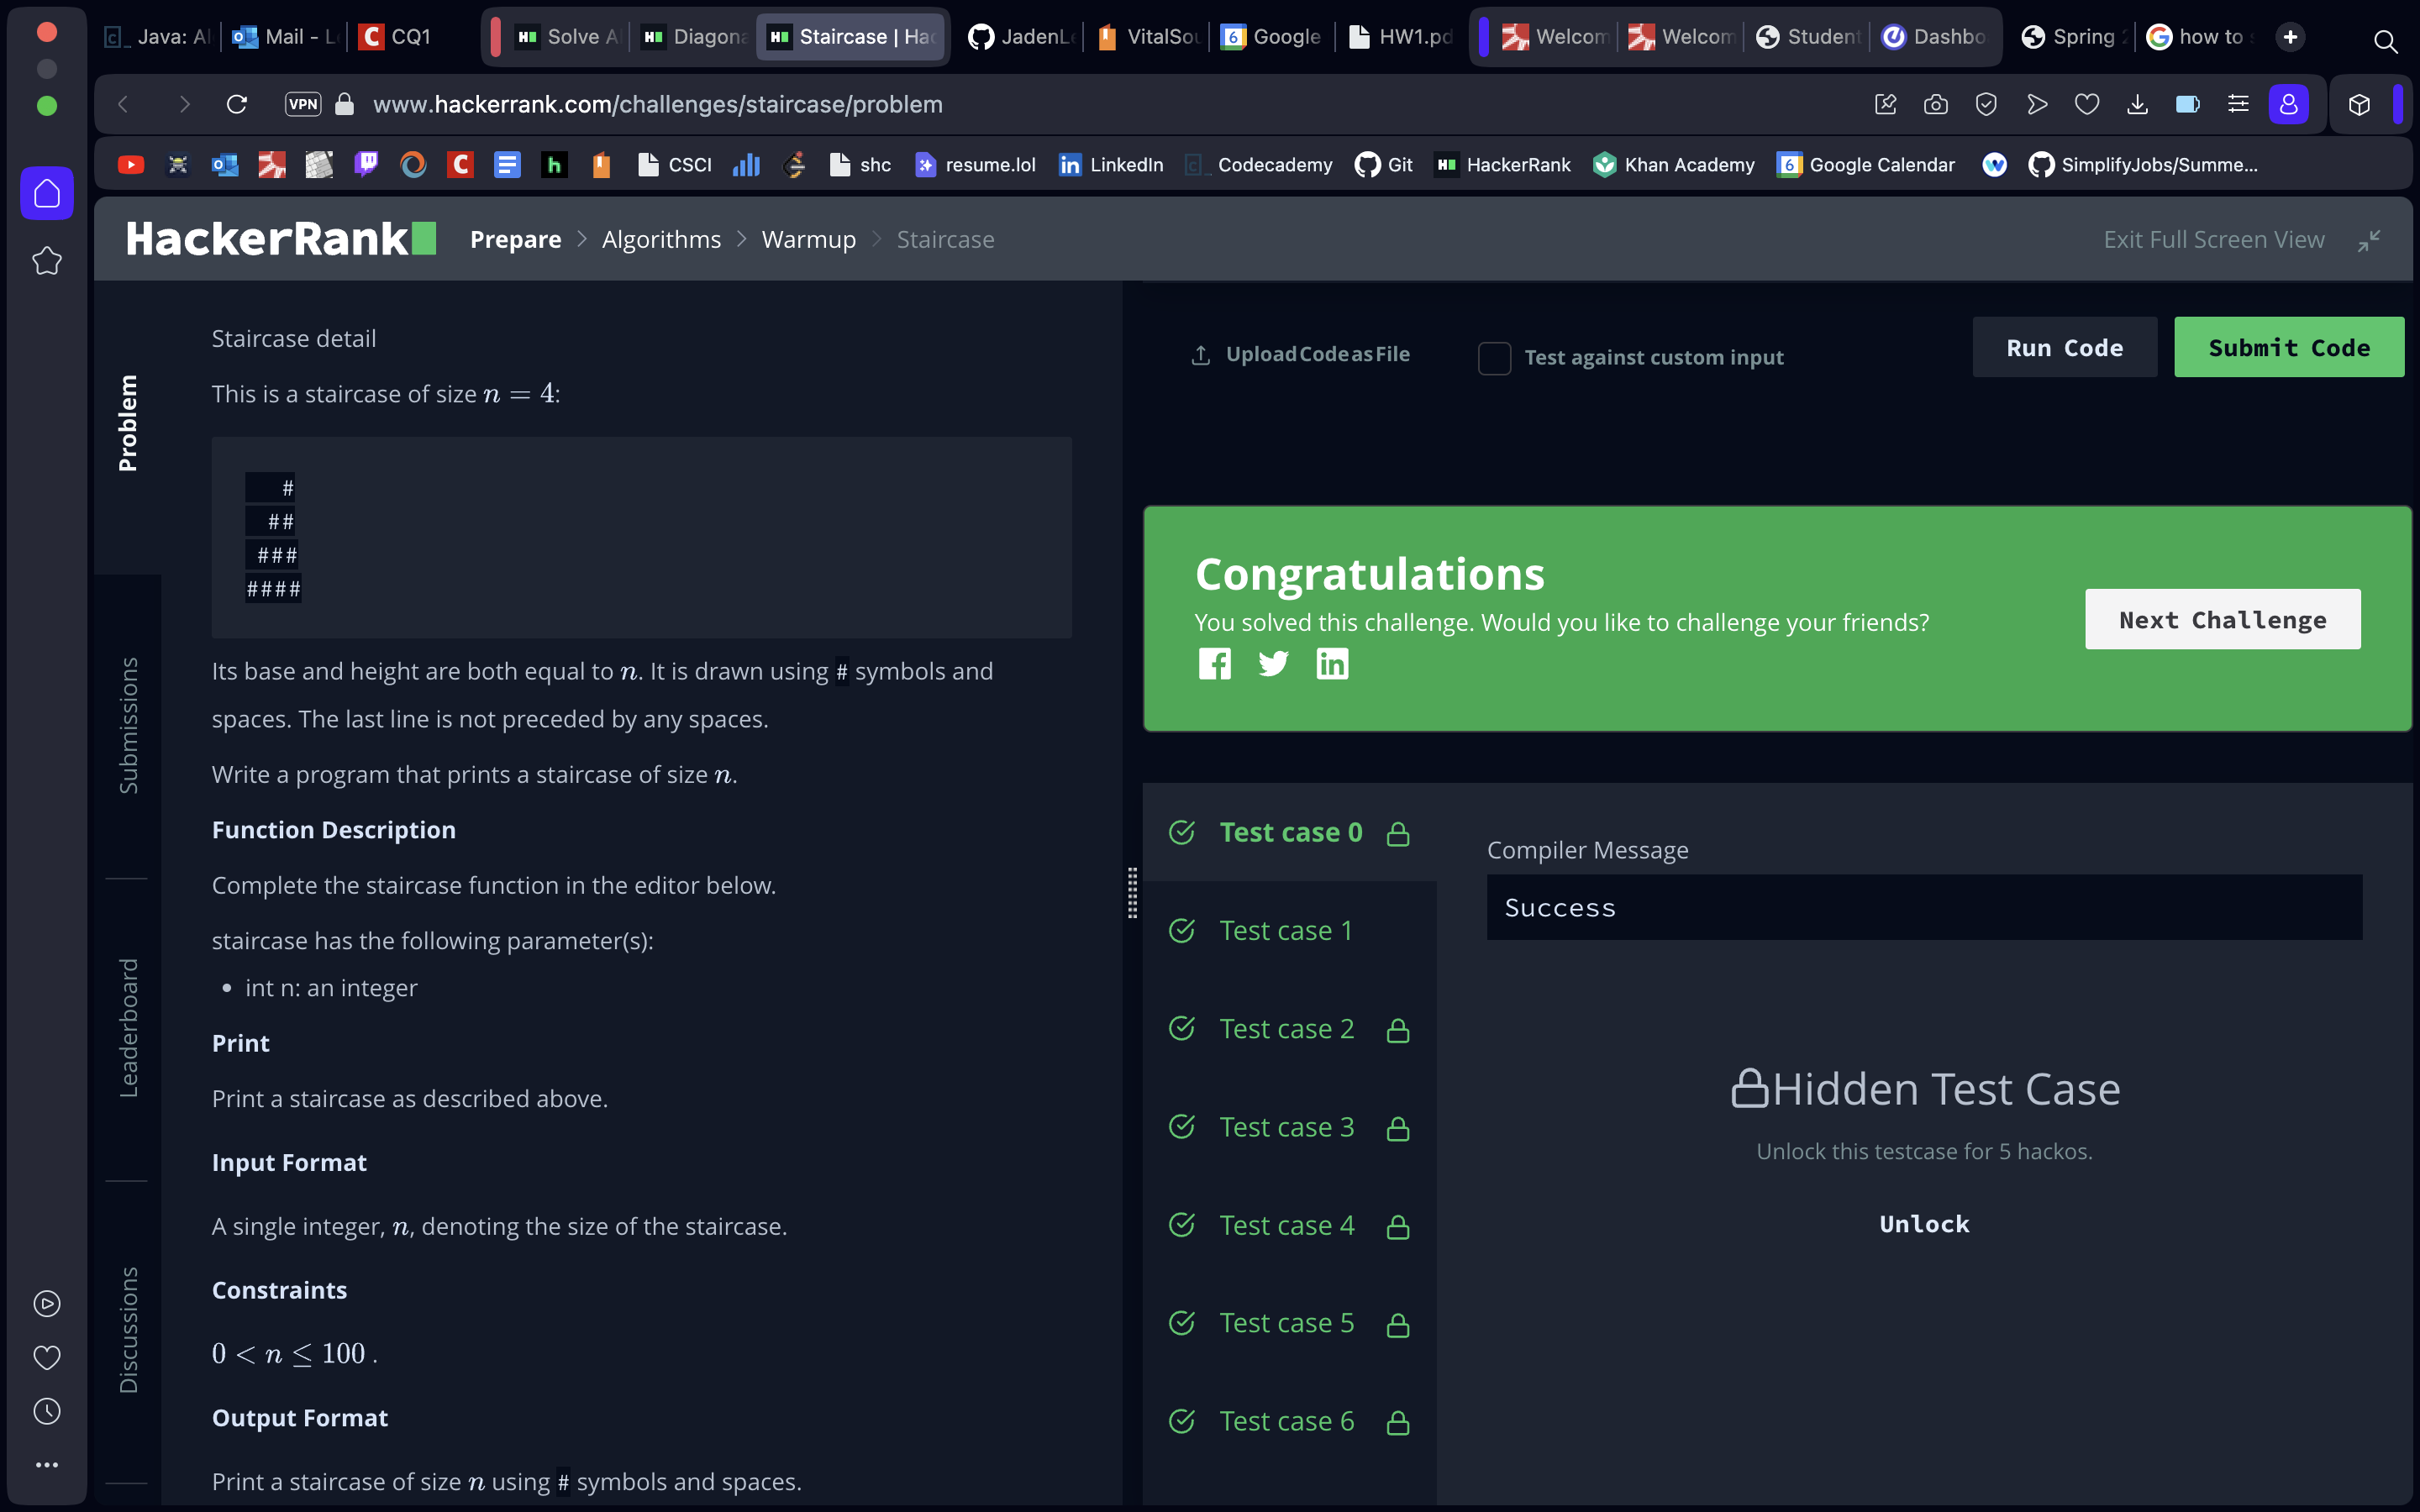 Java: Al
Mail - L
CQ1
Solve A
Diagona
Staircase | Hac
JadenLe
VitalSou
Google
HW1.pd
Welcom
Welcom
Student
Dashbo
Spring 2
how to s
VPN
www.hackerrank.com/challenges/staircase/problem
CSCI
shc
resume.lol
LinkedIn
Codecademy
Git
HackerRank
Khan Academy
Google Calendar
SimplifyJobs/Summe...
HackerRank
Prepare > Algorithms > Warmup > Staircase
Exit Full Screen View
Problem
Submissions
Leaderboard
Discussions
Staircase detail
This is a staircase of size n = 4:
   #
  ##
 ###
####
Its base and height are both equal to n. It is drawn using # symbols and
spaces. The last line is not preceded by any spaces.
Write a program that prints a staircase of size n.
Function Description
Complete the staircase function in the editor below.
staircase has the following parameter(s):
• int n: an integer
Print
Print a staircase as described above.
Input Format
A single integer, n, denoting the size of the staircase.
Constraints
0 < n ≤ 100 .
Output Format
Print a staircase of size n using # symbols and spaces.
Upload Code as File
Test against custom input
Run Code
Submit Code
Congratulations
You solved this challenge. Would you like to challenge your friends?
Next Challenge
Test case 0
Test case 1
Test case 2
Test case 3
Test case 4
Test case 5
Test case 6
Compiler Message
Success
Hidden Test Case
Unlock this testcase for 5 hackos.
Unlock